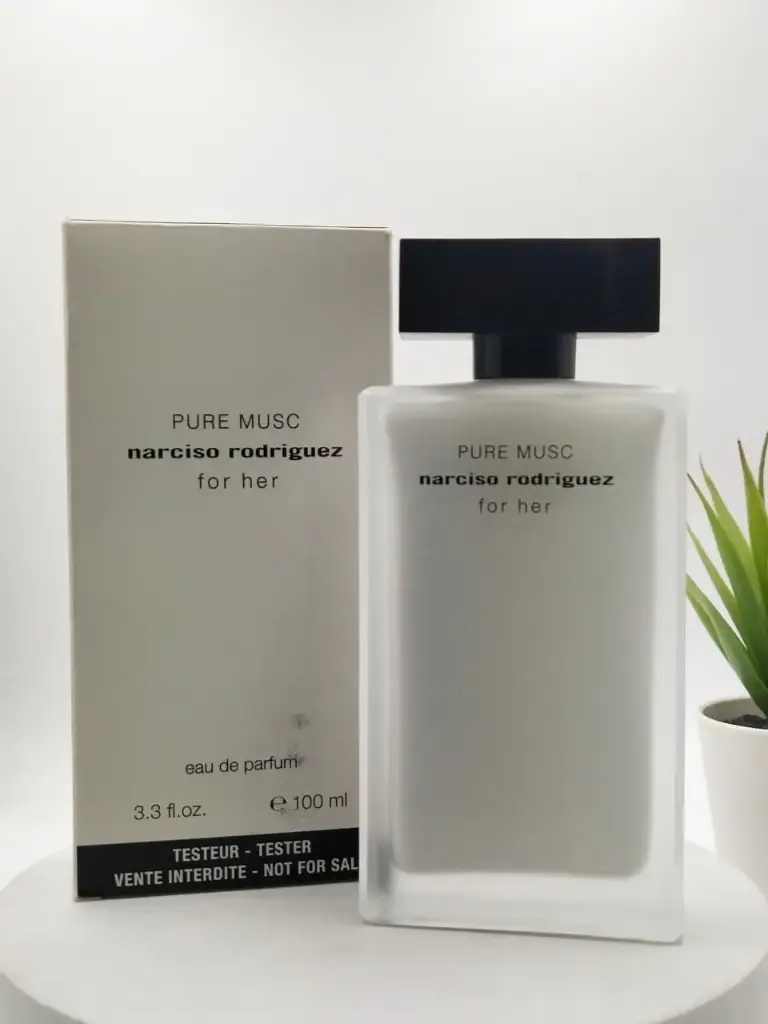 PURE MUSC
narciso rodriguez
for her
eau de parfum
3.3 fl.oz. ℮ 100 ml
TESTEUR - TESTER
VENTE INTERDITE - NOT FOR SAL
PURE MUSC
narciso rodriguez
for her